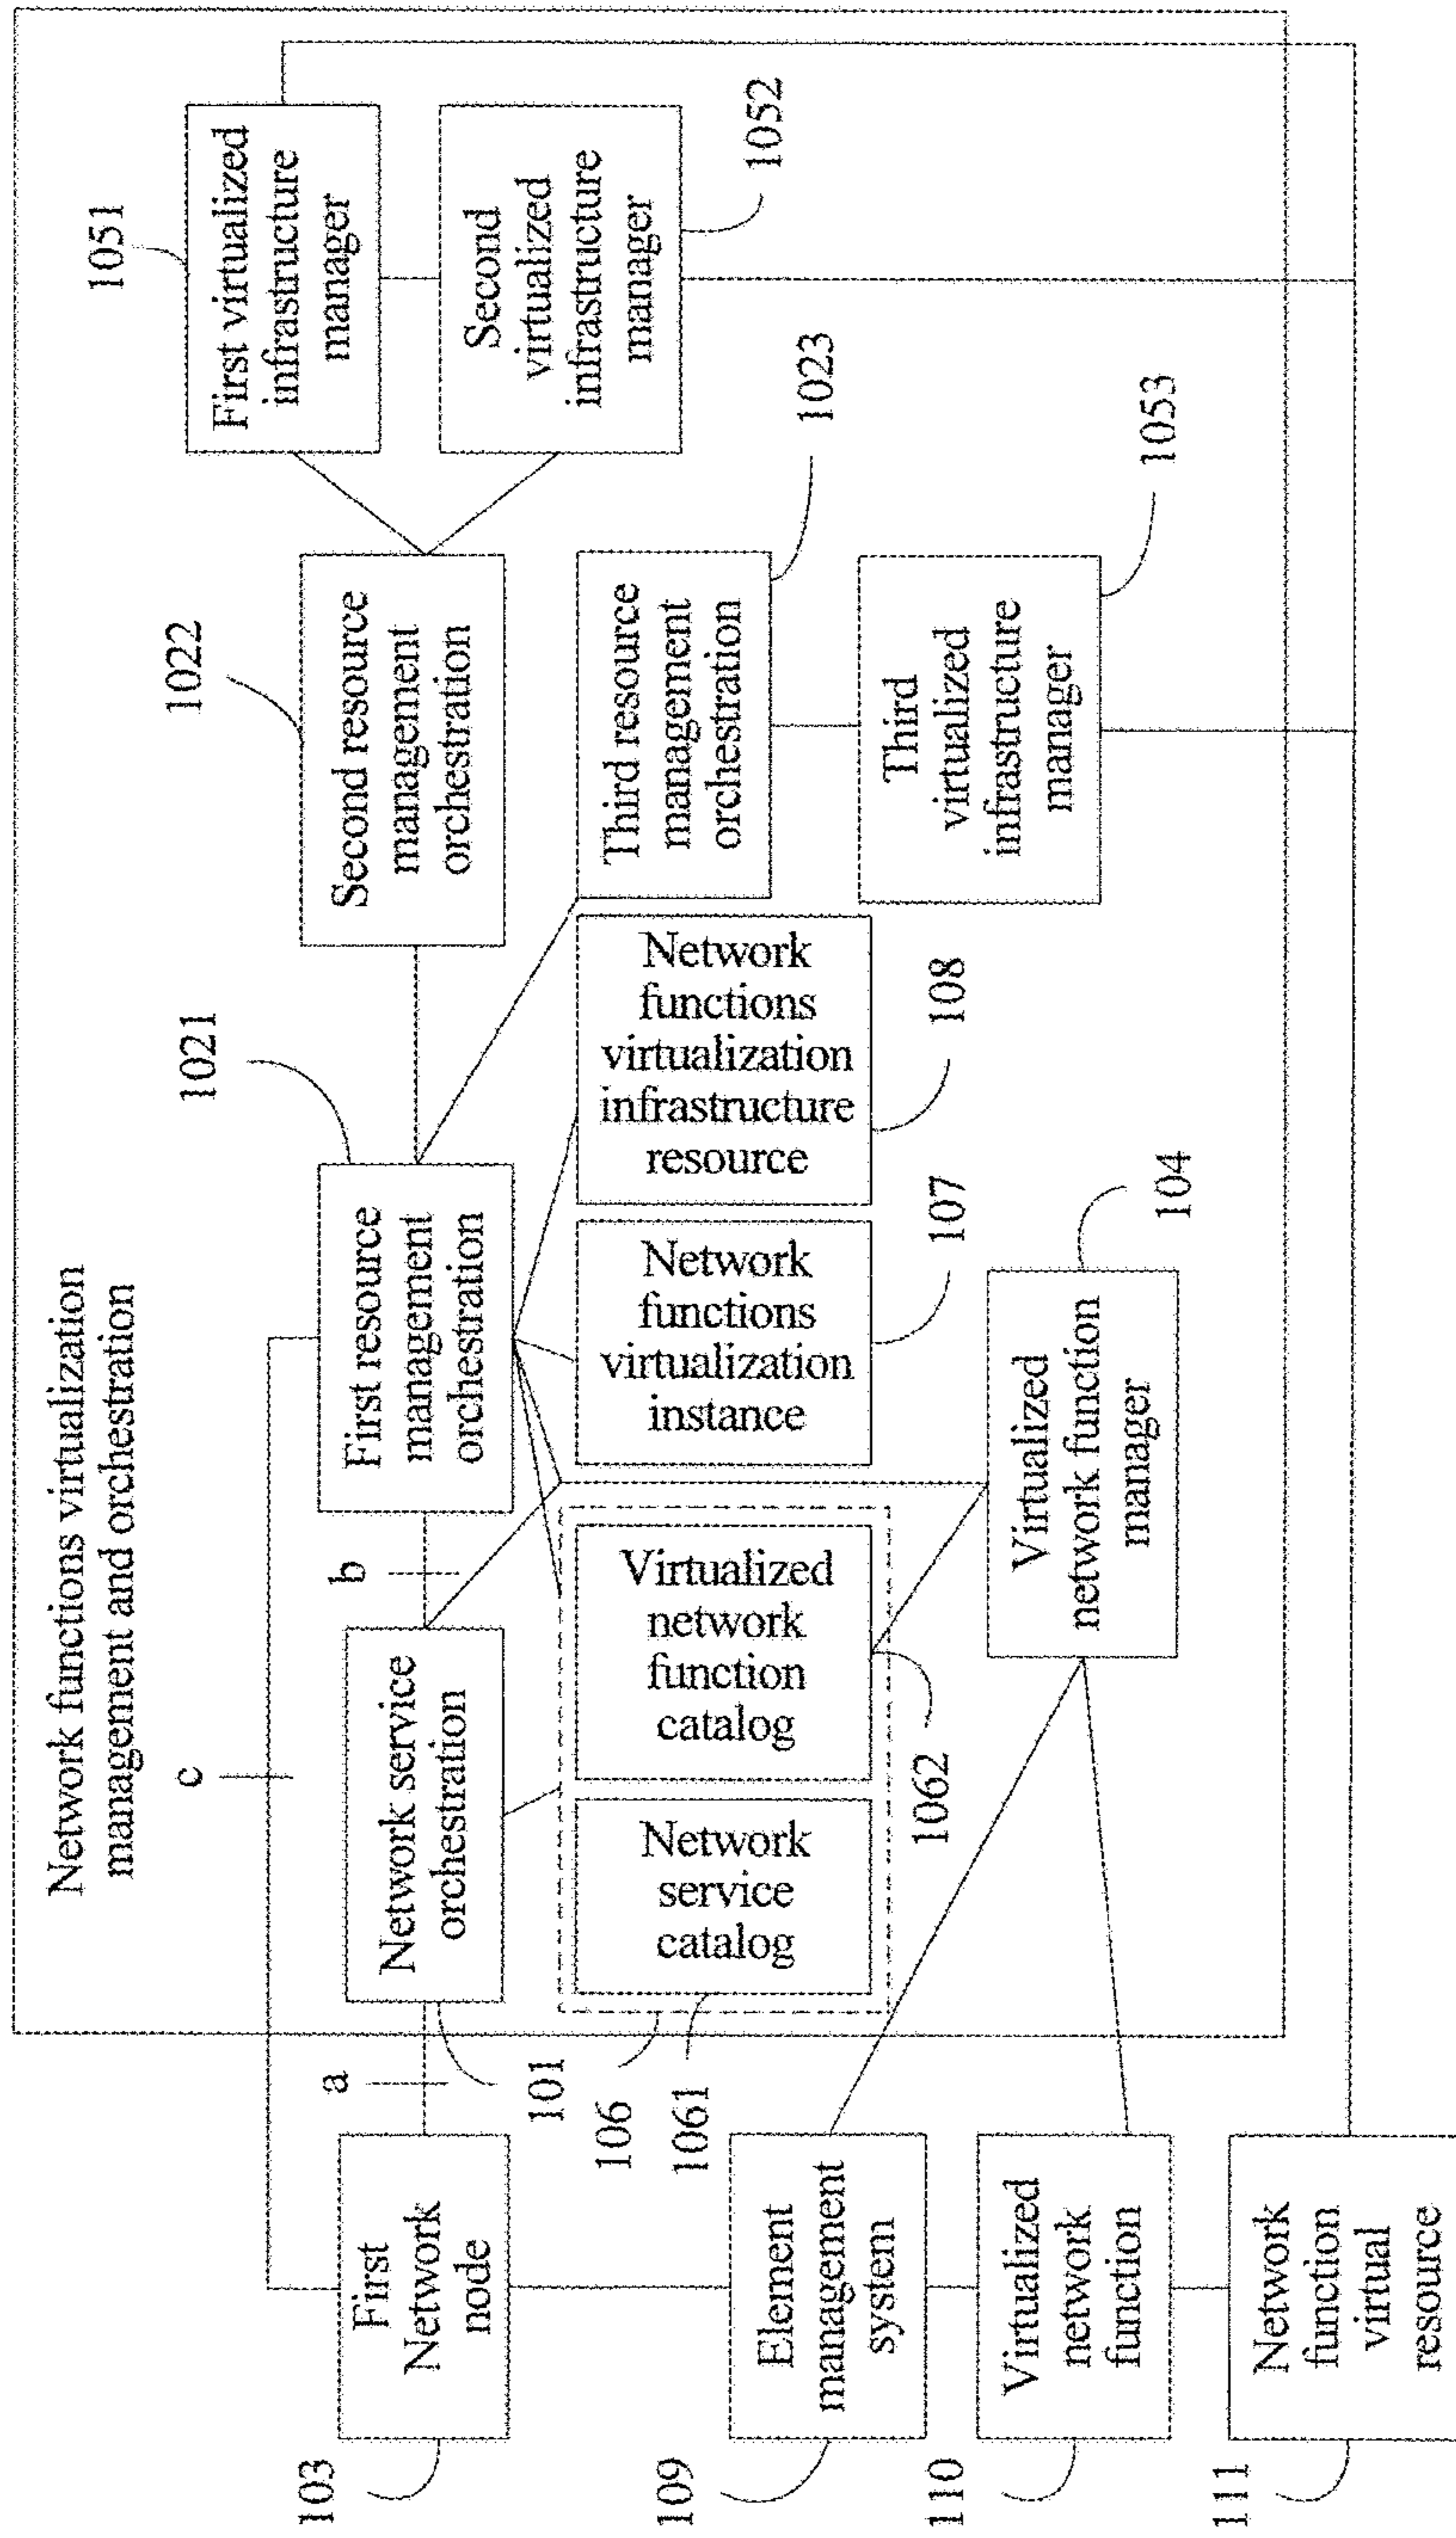 Network functions virtualization
management and orchestration
c
103
First
Network
node
a
101
Network service
orchestration
b
1021
First resource
management
orchestration
1022
Second resource
management
orchestration
1051
First virtualized
infrastructure
manager
106
1061
Network
service
catalog
Virtualized
network
function
catalog
1062
Network
functions
virtualization
instance
107
Network
functions
virtualization
infrastructure
resource
108
Third resource
management
orchestration
1023
Second
virtualized
infrastructure
manager
1052
109
Element
management
system
Virtualized
network function
manager
104
Third
virtualized
infrastructure
manager
1053
110
Virtualized
network
function
111
Network
function
virtual
resource